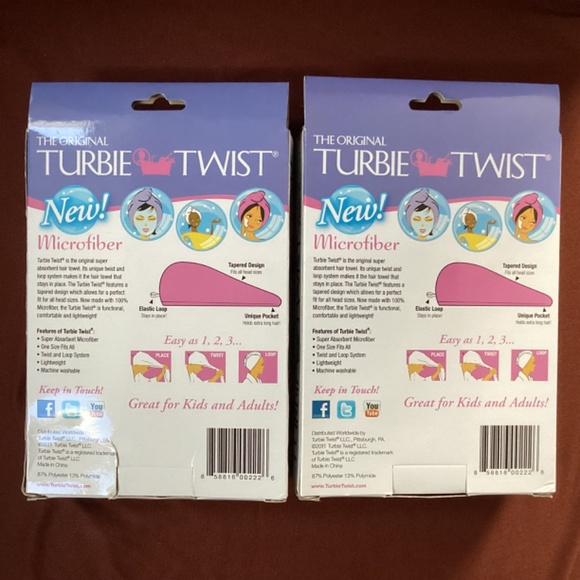 THE ORIGINAL
TURBIE TWIST®
New!
Microfiber
Turbie Twist® is the original super
absorbent hair towel. Its unique twist and
loop system makes it the hair towel that
stays in place. The Turbie Twist® features a
tapered design which allows for a perfect
fit for all head sizes. Now made with 100%
Microfiber, the Turbie Twist® is functional,
comfortable and lightweight!
Tapered Design
Fits all head sizes
Elastic Loop
Stays in place!
Unique Pocket
Holds extra long hair!
Features of Turbie Twist®:
• Super Absorbent Microfiber
• One Size Fits All
• Twist and Loop System
• Lightweight
• Machine washable
Easy as 1, 2, 3...
PLACE
TWIST
LOOP
Keep in Touch!
f
You
Tube
Great for Kids and Adults!
Distributed Worldwide by
Turbie Twist® LLC., Pittsburgh, PA.
©2011 Turbie Twist® LLC.
Turbie Twist® is a registered trademark
of Turbie Twist® LLC.
Made in China
87% Polyester 13% Polyimide
www.TurbieTwist.com
8 58616 00222 6
THE ORIGINAL
TURBIE TWIST®
New!
Microfiber
Turbie Twist® is the original super
absorbent hair towel. Its unique twist and
loop system makes it the hair towel that
stays in place. The Turbie Twist® features a
tapered design which allows for a perfect
fit for all head sizes. Now made with 100%
Microfiber, the Turbie Twist® is functional,
comfortable and lightweight!
Tapered Design
Fits all head sizes
Elastic Loop
Stays in place!
Unique Pocket
Holds extra long hair!
Features of Turbie Twist®:
• Super Absorbent Microfiber
• One Size Fits All
• Twist and Loop System
• Lightweight
• Machine washable
Easy as 1, 2, 3...
PLACE
TWIST
LOOP
Keep in Touch!
f
t
You
Tube
Great for Kids and Adults!
Distributed Worldwide by
Turbie Twist® LLC., Pittsburgh, PA.
©2011 Turbie Twist® LLC.
Turbie Twist® is a registered trademark
of Turbie Twist® LLC.
Made in China
87% Polyester 13% Polyimide
www.TurbieTwist.com
8 58616 00222 6